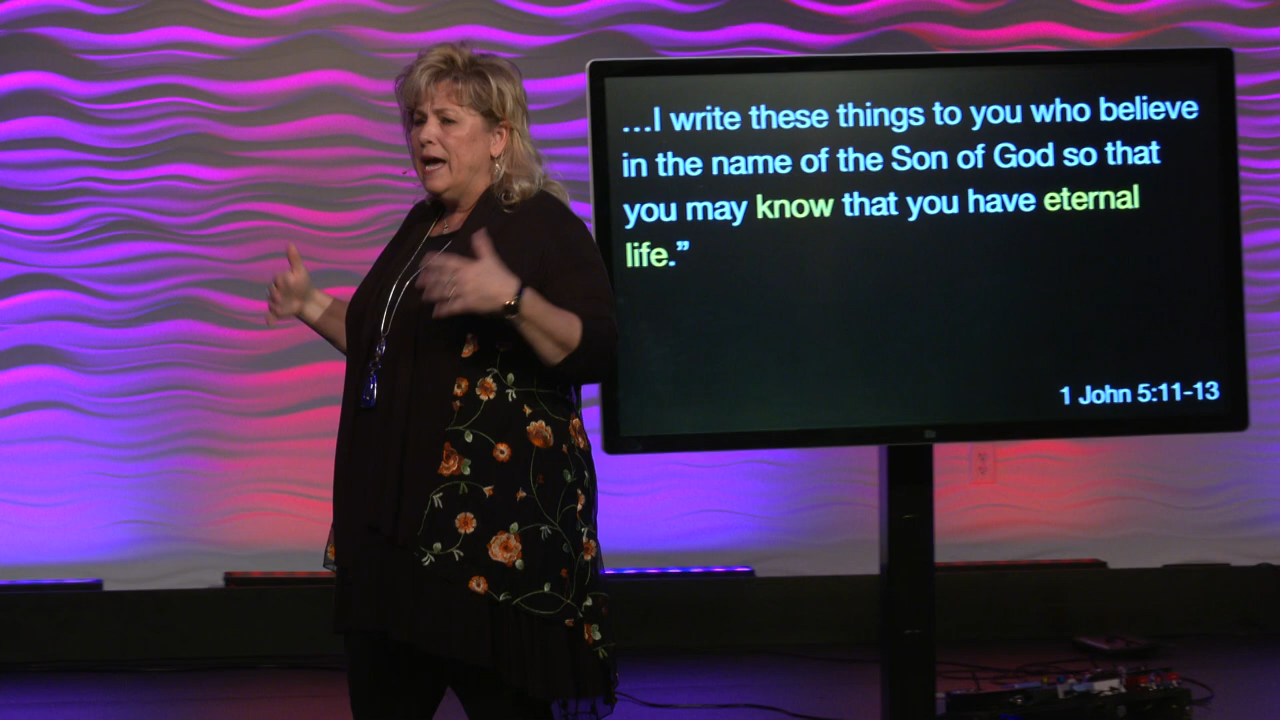 ...I write these things to you who believe
in the name of the Son of God so that
you may know that you have eternal
life.”
1 John 5:11-13